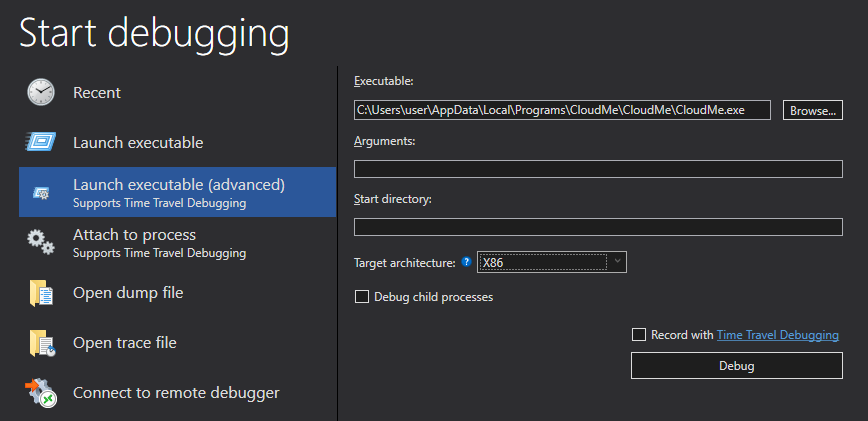 Start debugging
Recent
Launch executable
Launch executable (advanced)
Supports Time Travel Debugging
Attach to process
Supports Time Travel Debugging
Open dump file
Open trace file
Connect to remote debugger
Executable:
C:\Users\user\AppData\Local\Programs\CloudMe\CloudMe\CloudMe.exe
Browse...
Arguments:
Start directory:
Target architecture: ? X86
Debug child processes
Record with Time Travel Debugging
Debug